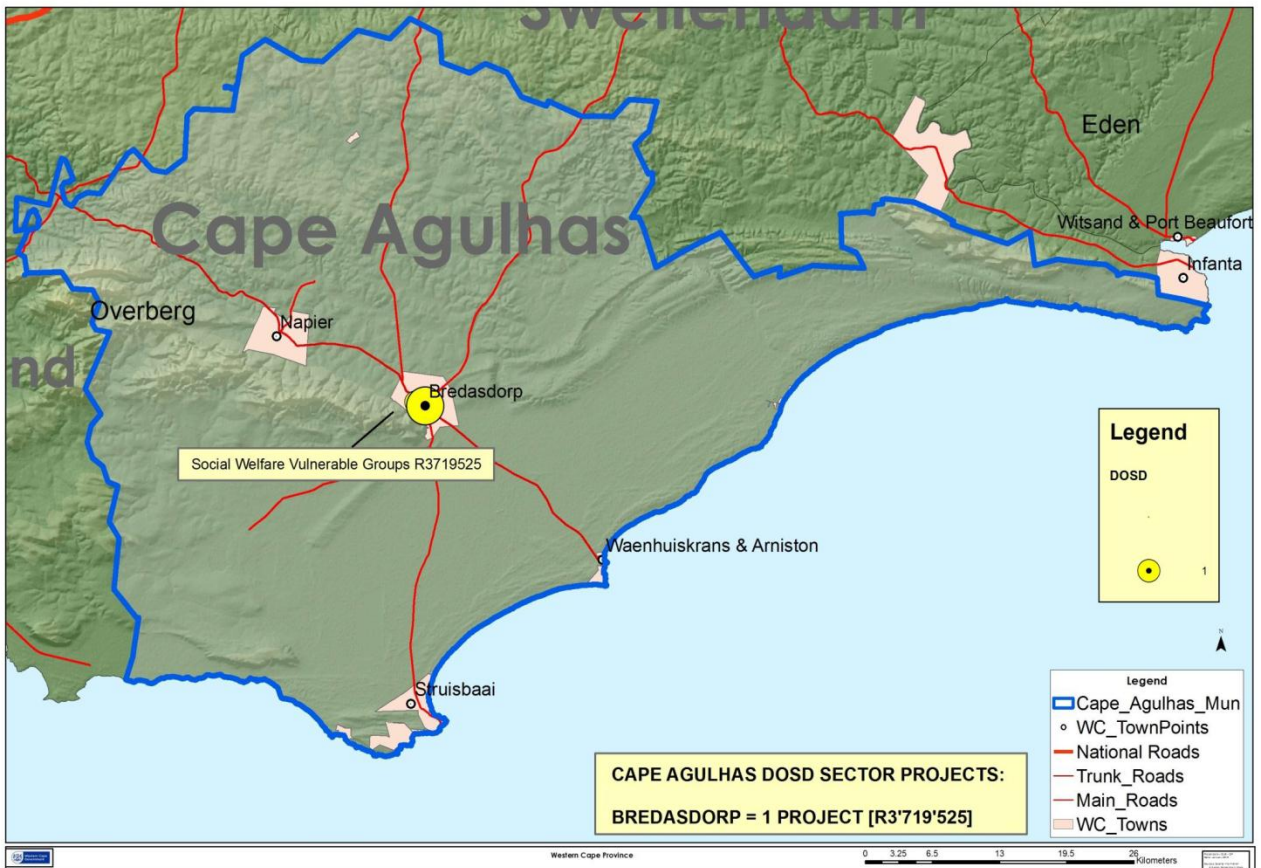 Swellendam
Eden
Witsand & Port Beaufort
Infanta
Cape Agulhas
Overberg
nd
Napier
Bredasdorp
Social Welfare Vulnerable Groups R3719525
Waenhuiskrans & Arniston
Struisbaai
Legend
DOSD
1
N
Legend
Cape_Agulhas_Mun
WC_TownPoints
National Roads
Trunk_Roads
Main_Roads
WC_Towns
CAPE AGULHAS DOSD SECTOR PROJECTS:
BREDASDORP = 1 PROJECT [R3'719'525]
Western Cape Province
0 3.25 6.5 13 19.5 26
Kilometers